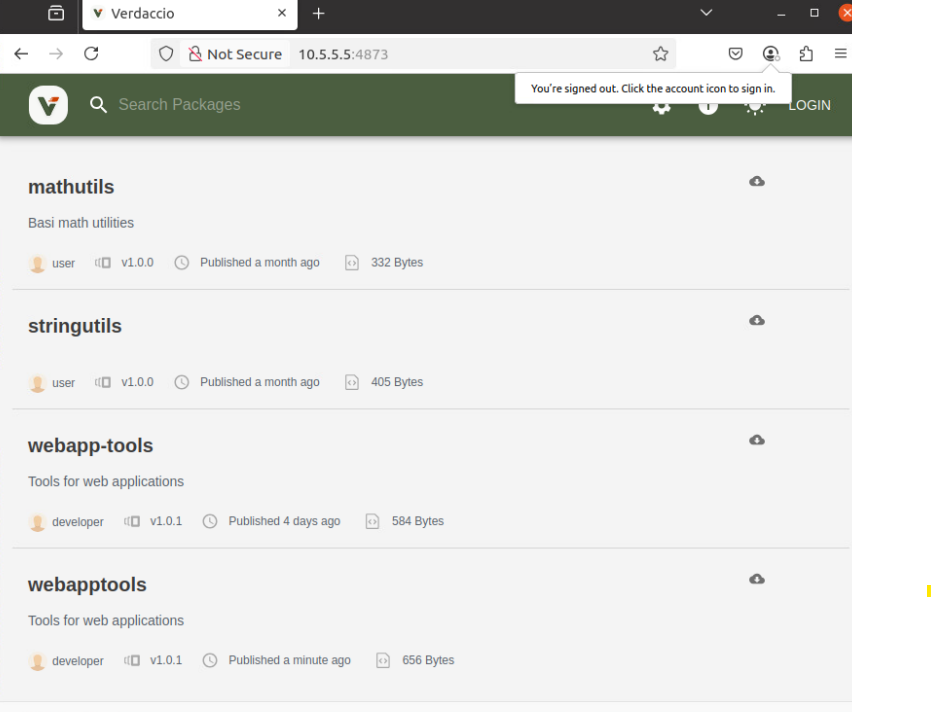 Verdaccio
Not Secure 10.5.5.5:4873
You're signed out. Click the account icon to sign in.
Search Packages
LOGIN
mathutils
Basi math utilities
user v1.0.0 Published a month ago 332 Bytes
stringutils
user v1.0.0 Published a month ago 405 Bytes
webapp-tools
Tools for web applications
developer v1.0.1 Published 4 days ago 584 Bytes
webapptools
Tools for web applications
developer v1.0.1 Published a minute ago 656 Bytes